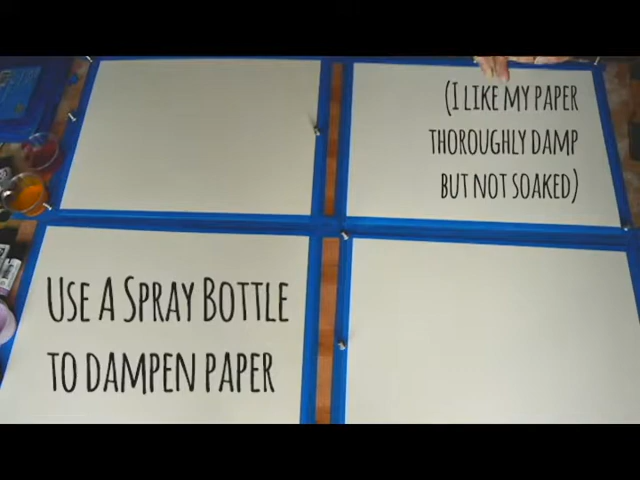 (I like my paper
thoroughly damp
but not soaked)
Use A Spray Bottle
to dampen paper